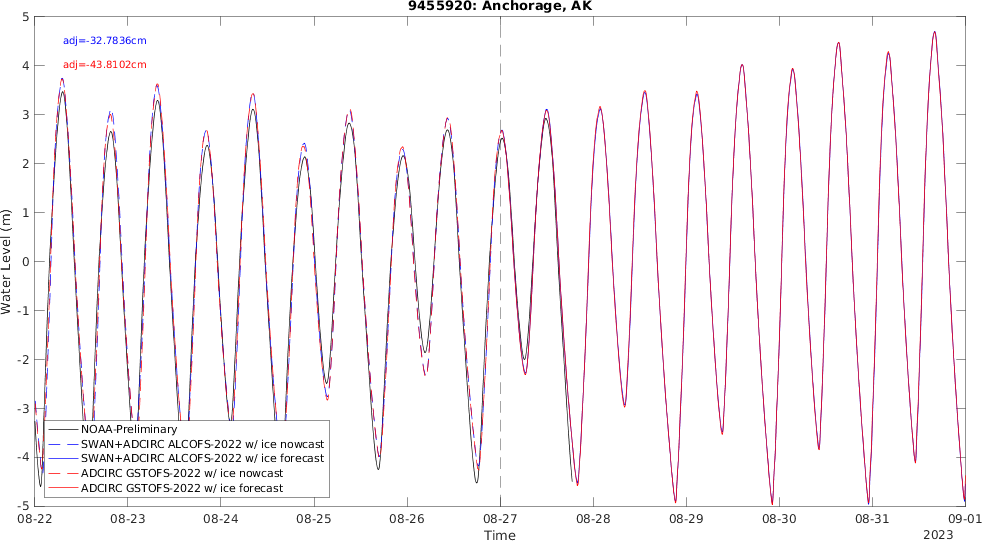 9455920: Anchorage, AK
adj=-32.7836cm
adj=-43.8102cm
5
4
3
2
1
0
-1
-2
-3
-4
-5
Water Level (m)
NOAA-Preliminary
SWAN+ADCIRC ALCOFS-2022 w/ ice nowcast
SWAN+ADCIRC ALCOFS-2022 w/ ice forecast
ADCIRC GSTOFS-2022 w/ ice nowcast
ADCIRC GSTOFS-2022 w/ ice forecast
08-22 08-23 08-24 08-25 08-26 08-27 08-28 08-29 08-30 08-31 09-01
Time
2023